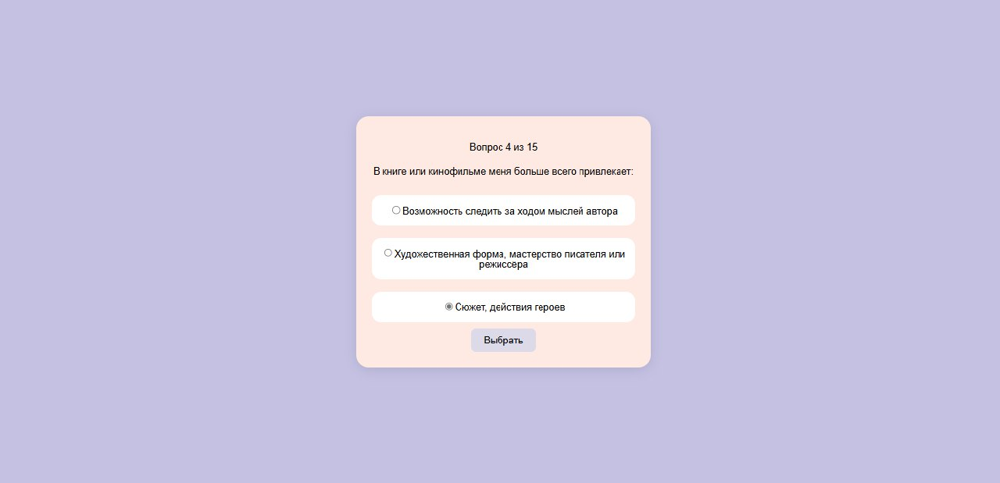 Вопрос 4 из 15
В книге или кинофильме меня больше всего привлекает:
Возможность следить за ходом мыслей автора
Художественная форма, мастерство писателя или
режиссёра
Сюжет, действия героев
Выбрать